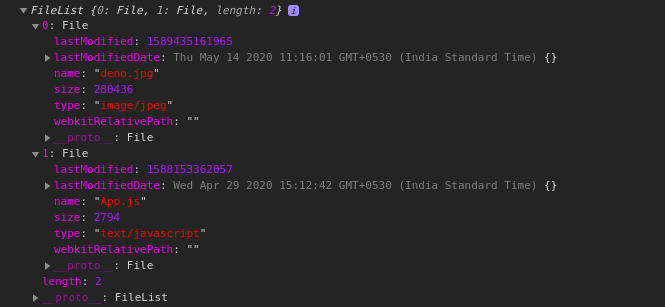 FileList {0: File, 1: File, length: 2} i
0: File
lastModified: 1589435161965
lastModifiedDate: Thu May 14 2020 11:16:01 GMT+0530 (India Standard Time) {}
name: "deno.jpg"
size: 280436
type: "image/jpeg"
webkitRelativePath: ""
__proto__: File
1: File
lastModified: 1588153362057
lastModifiedDate: Wed Apr 29 2020 15:12:42 GMT+0530 (India Standard Time) {}
name: "App.js"
size: 2794
type: "text/javascript"
webkitRelativePath: ""
__proto__: File
length: 2
__proto__: FileList